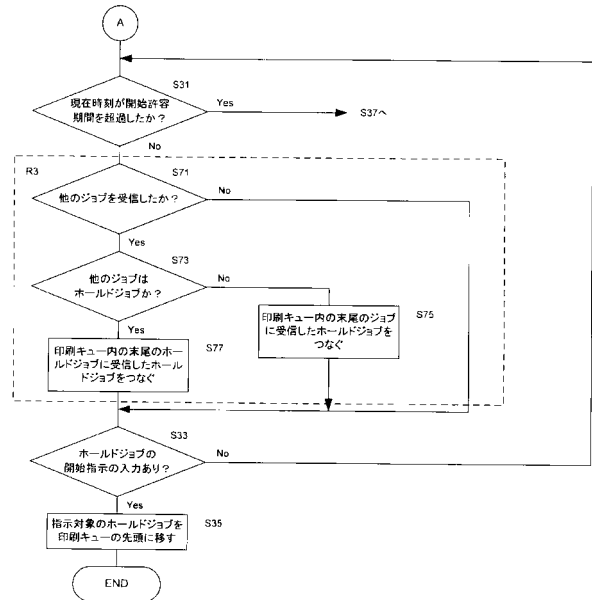 A
S31
現在時刻が開始許容
期間を超過したか？
Yes
S37へ
No
R3
S71
他のジョブを受信したか？
No
Yes
S73
他のジョブは
ホールドジョブか？
No
Yes
S75
印刷キュー内の末尾のジョブ
に受信したホールドジョブを
つなぐ
S77
印刷キュー内の末尾のホー
ルドジョブに受信したホール
ドジョブをつなぐ
S33
ホールドジョブの
開始指示の入力あり？
No
Yes
S35
指示対象のホールドジョブを
印刷キューの先頭に移す
END